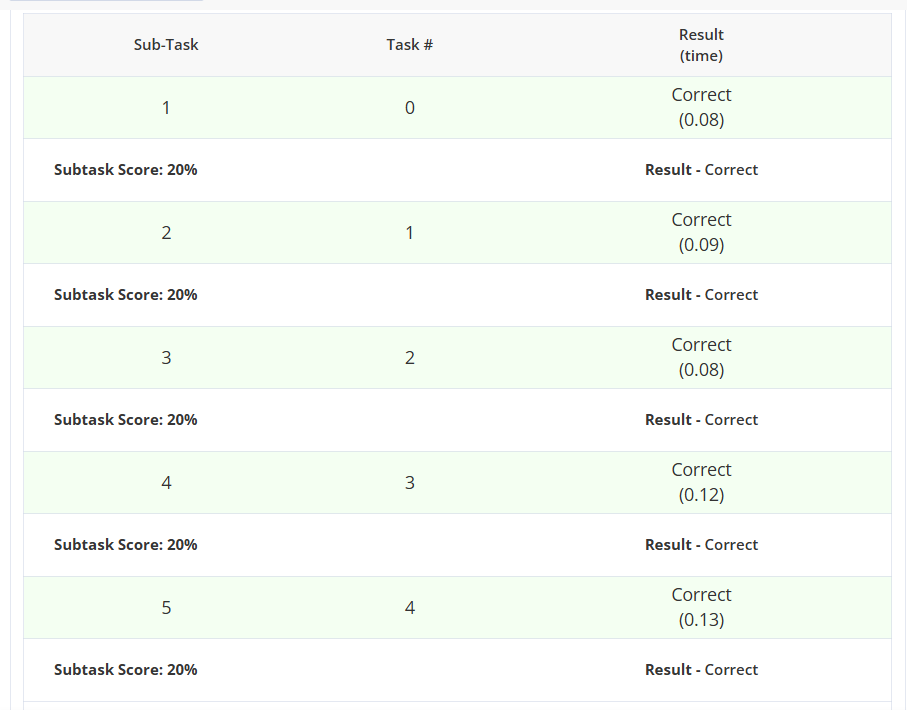 Sub-Task Task # Result
(time)
1 0 Correct
(0.08)
Subtask Score: 20% Result - Correct
2 1 Correct
(0.09)
Subtask Score: 20% Result - Correct
3 2 Correct
(0.08)
Subtask Score: 20% Result - Correct
4 3 Correct
(0.12)
Subtask Score: 20% Result - Correct
5 4 Correct
(0.13)
Subtask Score: 20% Result - Correct